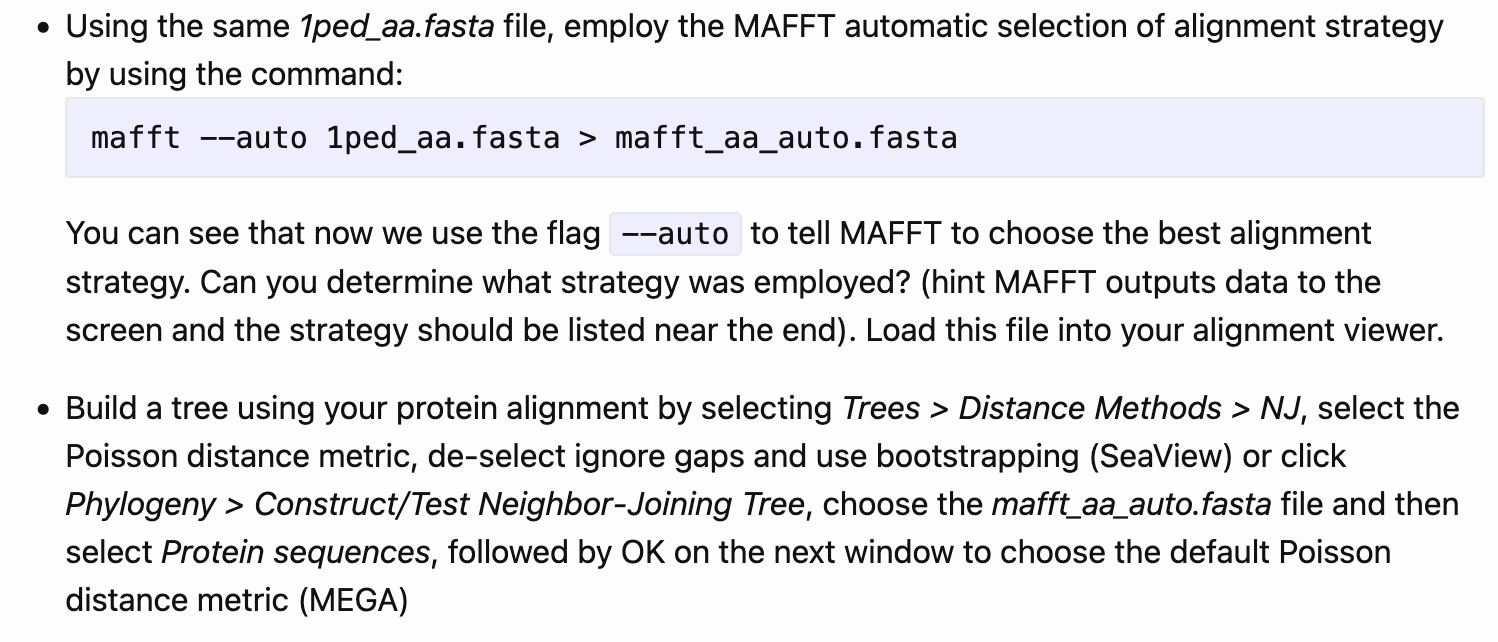 • Using the same 1ped_aa.fasta file, employ the MAFFT automatic selection of alignment strategy
by using the command:
mafft --auto 1ped_aa.fasta > mafft_aa_auto.fasta
You can see that now we use the flag --auto to tell MAFFT to choose the best alignment
strategy. Can you determine what strategy was employed? (hint MAFFT outputs data to the
screen and the strategy should be listed near the end). Load this file into your alignment viewer.
• Build a tree using your protein alignment by selecting Trees > Distance Methods > NJ, select the
Poisson distance metric, de-select ignore gaps and use bootstrapping (SeaView) or click
Phylogeny > Construct/Test Neighbor-Joining Tree, choose the mafft_aa_auto.fasta file and then
select Protein sequences, followed by OK on the next window to choose the default Poisson
distance metric (MEGA)